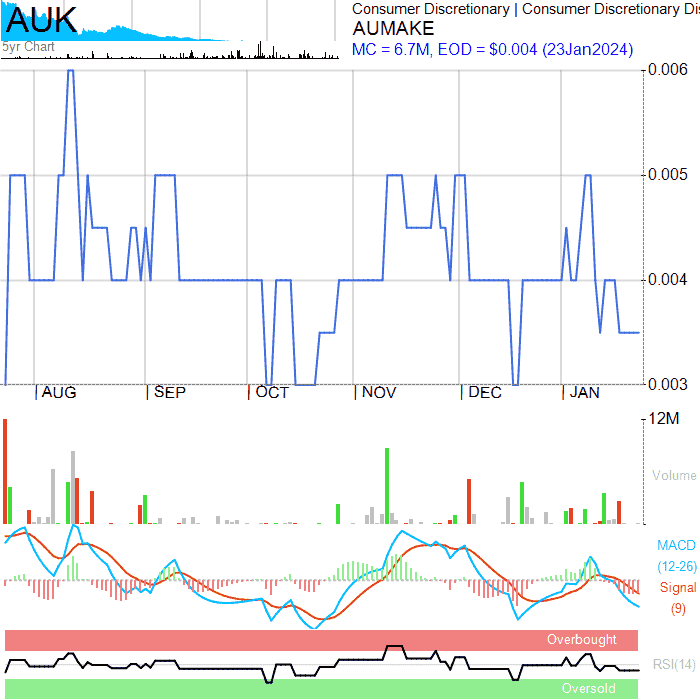 AUK
Consumer Discretionary | Consumer Discretionary Dis
AUMAKE
5yr Chart
MC = 6.7M, EOD = $0.004 (23Jan2024)
0.006
0.005
0.004
0.003
AUG
SEP
OCT
NOV
DEC
JAN
12M
Volume
MACD
(12-26)
Signal
(9)
Overbought
RSI(14)
Oversold